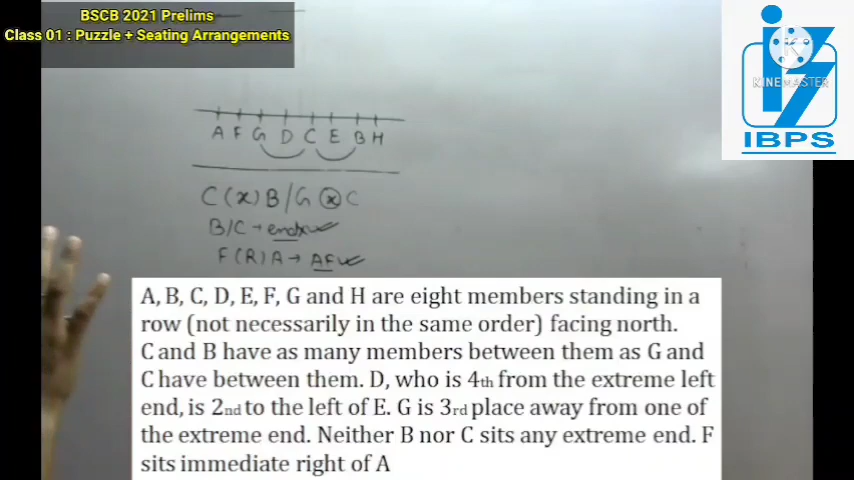 BSCB 2021 Prelims
Class 01 : Puzzle + Seating Arrangements
KINEMASTER
IBPS
A F G D C E B H
C (x) B / G (x) C
B/C → endx
F (R) A → AF
A, B, C, D, E, F, G and H are eight members standing in a
row (not necessarily in the same order) facing north.
C and B have as many members between them as G and
C have between them. D, who is 4th from the extreme left
end, is 2nd to the left of E. G is 3rd place away from one of
the extreme end. Neither B nor C sits any extreme end. F
sits immediate right of A